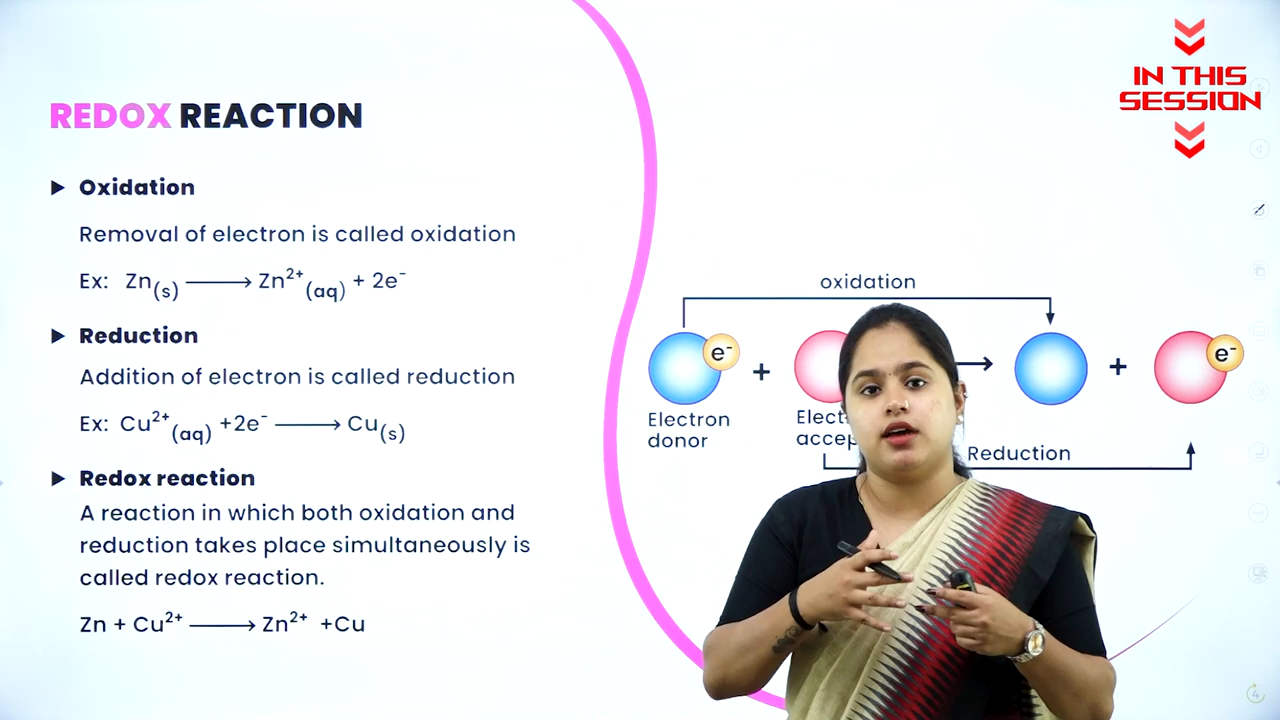 IN THIS
SESSION
REDOX REACTION
▶ Oxidation
Removal of electron is called oxidation
Ex: Zn(s) ⟶ Zn²⁺(aq) + 2e⁻
▶ Reduction
Addition of electron is called reduction
Ex: Cu²⁺(aq) +2e⁻ ⟶ Cu(s)
▶ Redox reaction
A reaction in which both oxidation and
reduction takes place simultaneously is
called redox reaction.
Zn + Cu²⁺ ⟶ Zn²⁺ +Cu
oxidation
e⁻ + → + e⁻
Electron
donor
Reduction
4